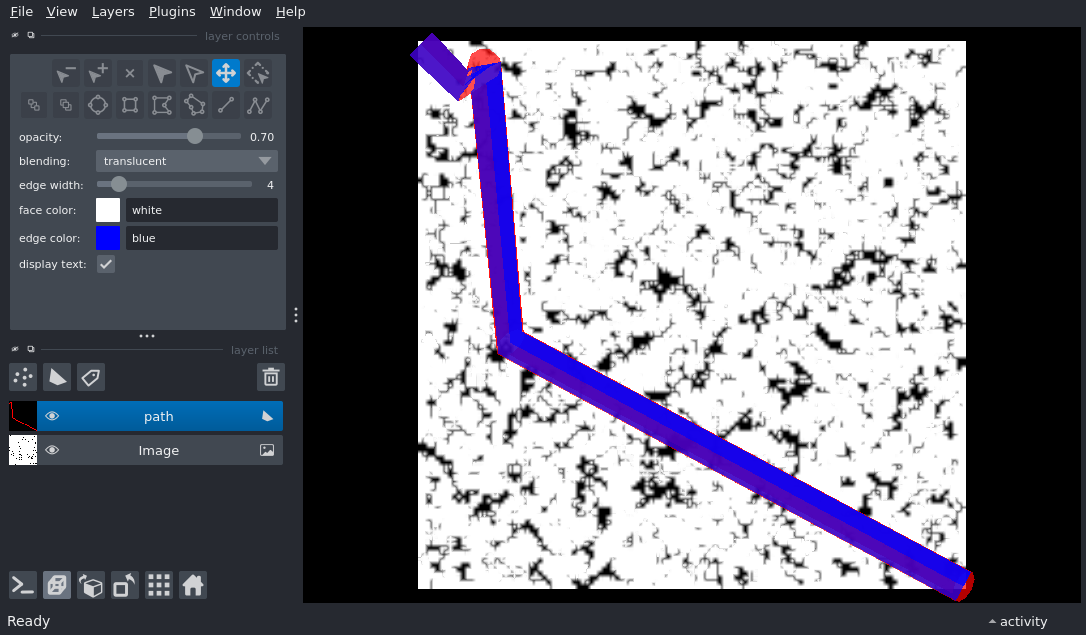 File View Layers Plugins Window Help
layer controls
opacity: 0.70
blending: translucent
edge width: 4
face color: white
edge color: blue
display text:
layer list
path
Image
Ready
activity